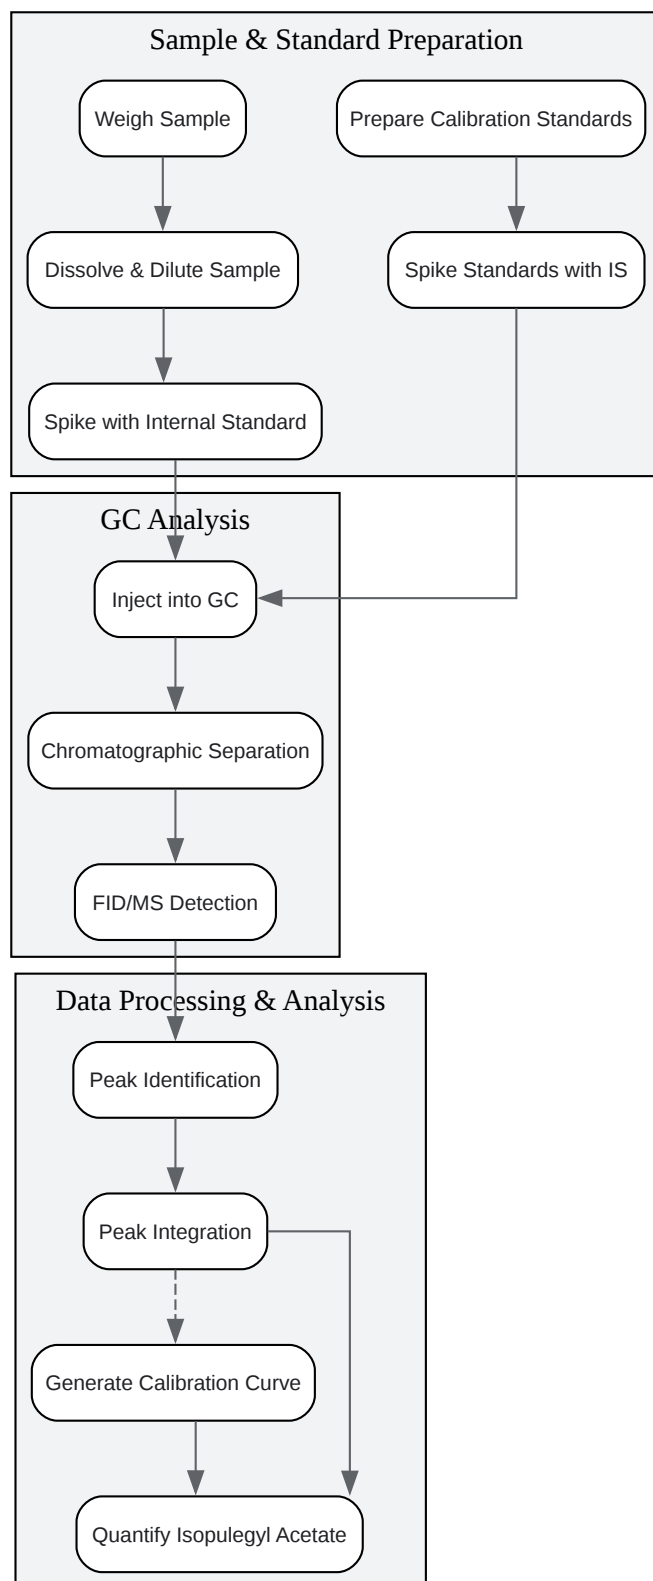 Sample & Standard Preparation
Weigh Sample
Prepare Calibration Standards
Dissolve & Dilute Sample
Spike Standards with IS
Spike with Internal Standard
GC Analysis
Inject into GC
Chromatographic Separation
FID/MS Detection
Data Processing & Analysis
Peak Identification
Peak Integration
Generate Calibration Curve
Quantify Isopulegyl Acetate